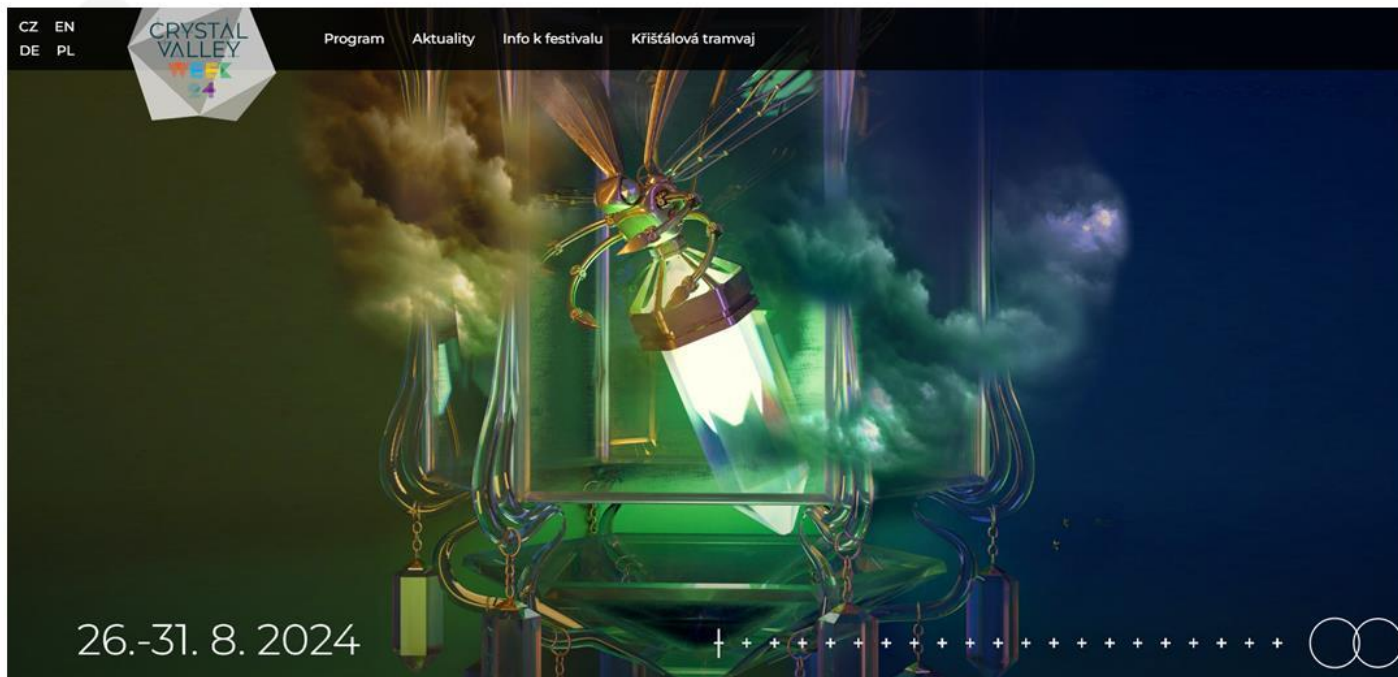 CZ EN
DE PL
CRYSTAL
VALLEY
WEEK
24
Program Aktuality Info k festivalu Křišťálová tramvaj
26.-31. 8. 2024